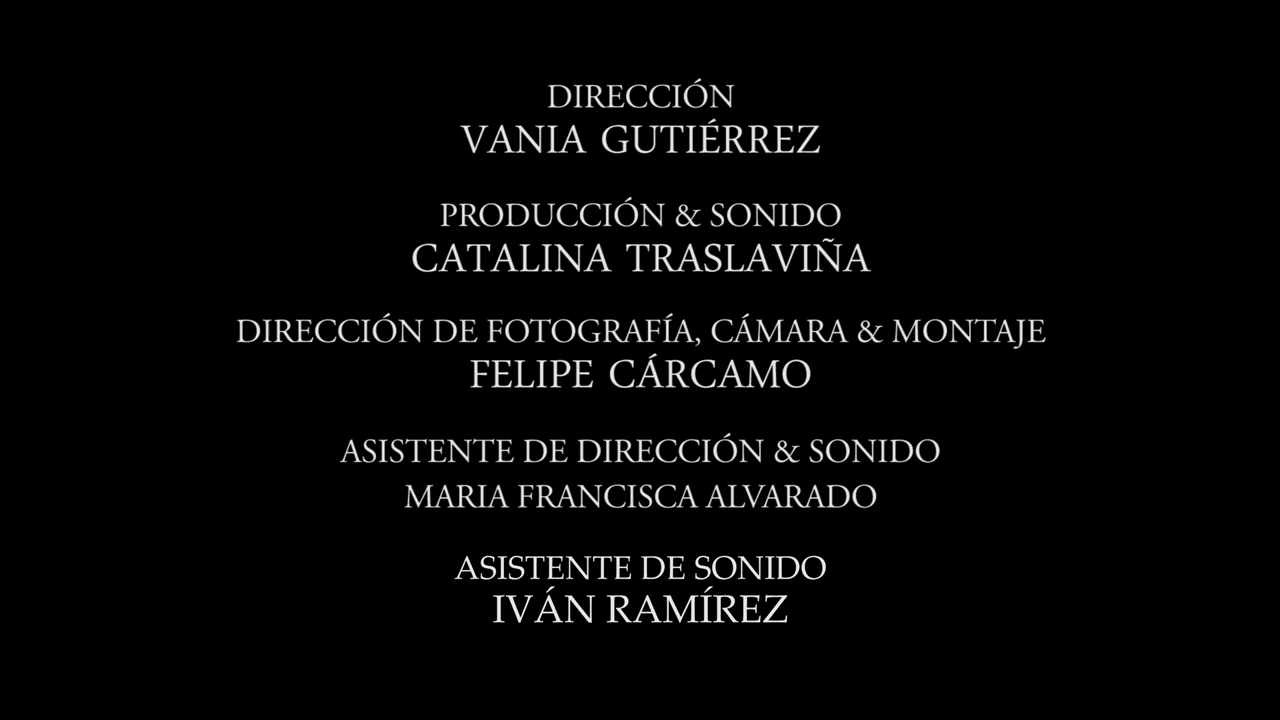 DIRECCIÓN
VANIA GUTIÉRREZ
PRODUCCIÓN & SONIDO
CATALINA TRASLAVIÑA
DIRECCIÓN DE FOTOGRAFÍA, CÁMARA & MONTAJE
FELIPE CÁRCAMO
ASISTENTE DE DIRECCIÓN & SONIDO
MARIA FRANCISCA ALVARADO
ASISTENTE DE SONIDO
IVÁN RAMÍREZ